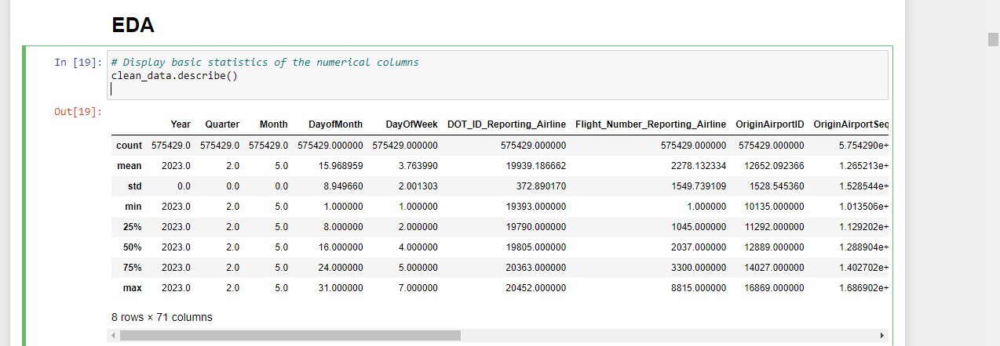 EDA
In [19]: # Display basic statistics of the numerical columns
clean_data.describe()
Out[19]:
Year Quarter Month DayofMonth DayOfWeek DOT_ID_Reporting_Airline Flight_Number_Reporting_Airline OriginAirportID OriginAirportSeq
count 575429.0 575429.0 575429.0 575429.000000 575429.000000 575429.000000 575429.000000 575429.000000 5.754290e+
mean 2023.0 2.0 5.0 15.968959 3.763990 19939.186662 2278.132334 12652.092366 1.265213e+
std 0.0 0.0 0.0 8.949660 2.001303 372.890170 1549.739109 1528.545360 1.528544e+
min 2023.0 2.0 5.0 1.000000 1.000000 19393.000000 1.000000 10135.000000 1.013506e+
25% 2023.0 2.0 5.0 8.000000 2.000000 19790.000000 1045.000000 11292.000000 1.129202e+
50% 2023.0 2.0 5.0 16.000000 4.000000 19805.000000 2037.000000 12889.000000 1.288904e+
75% 2023.0 2.0 5.0 24.000000 5.000000 20363.000000 3300.000000 14027.000000 1.402702e+
max 2023.0 2.0 5.0 31.000000 7.000000 20452.000000 8815.000000 16869.000000 1.686902e+
8 rows × 71 columns